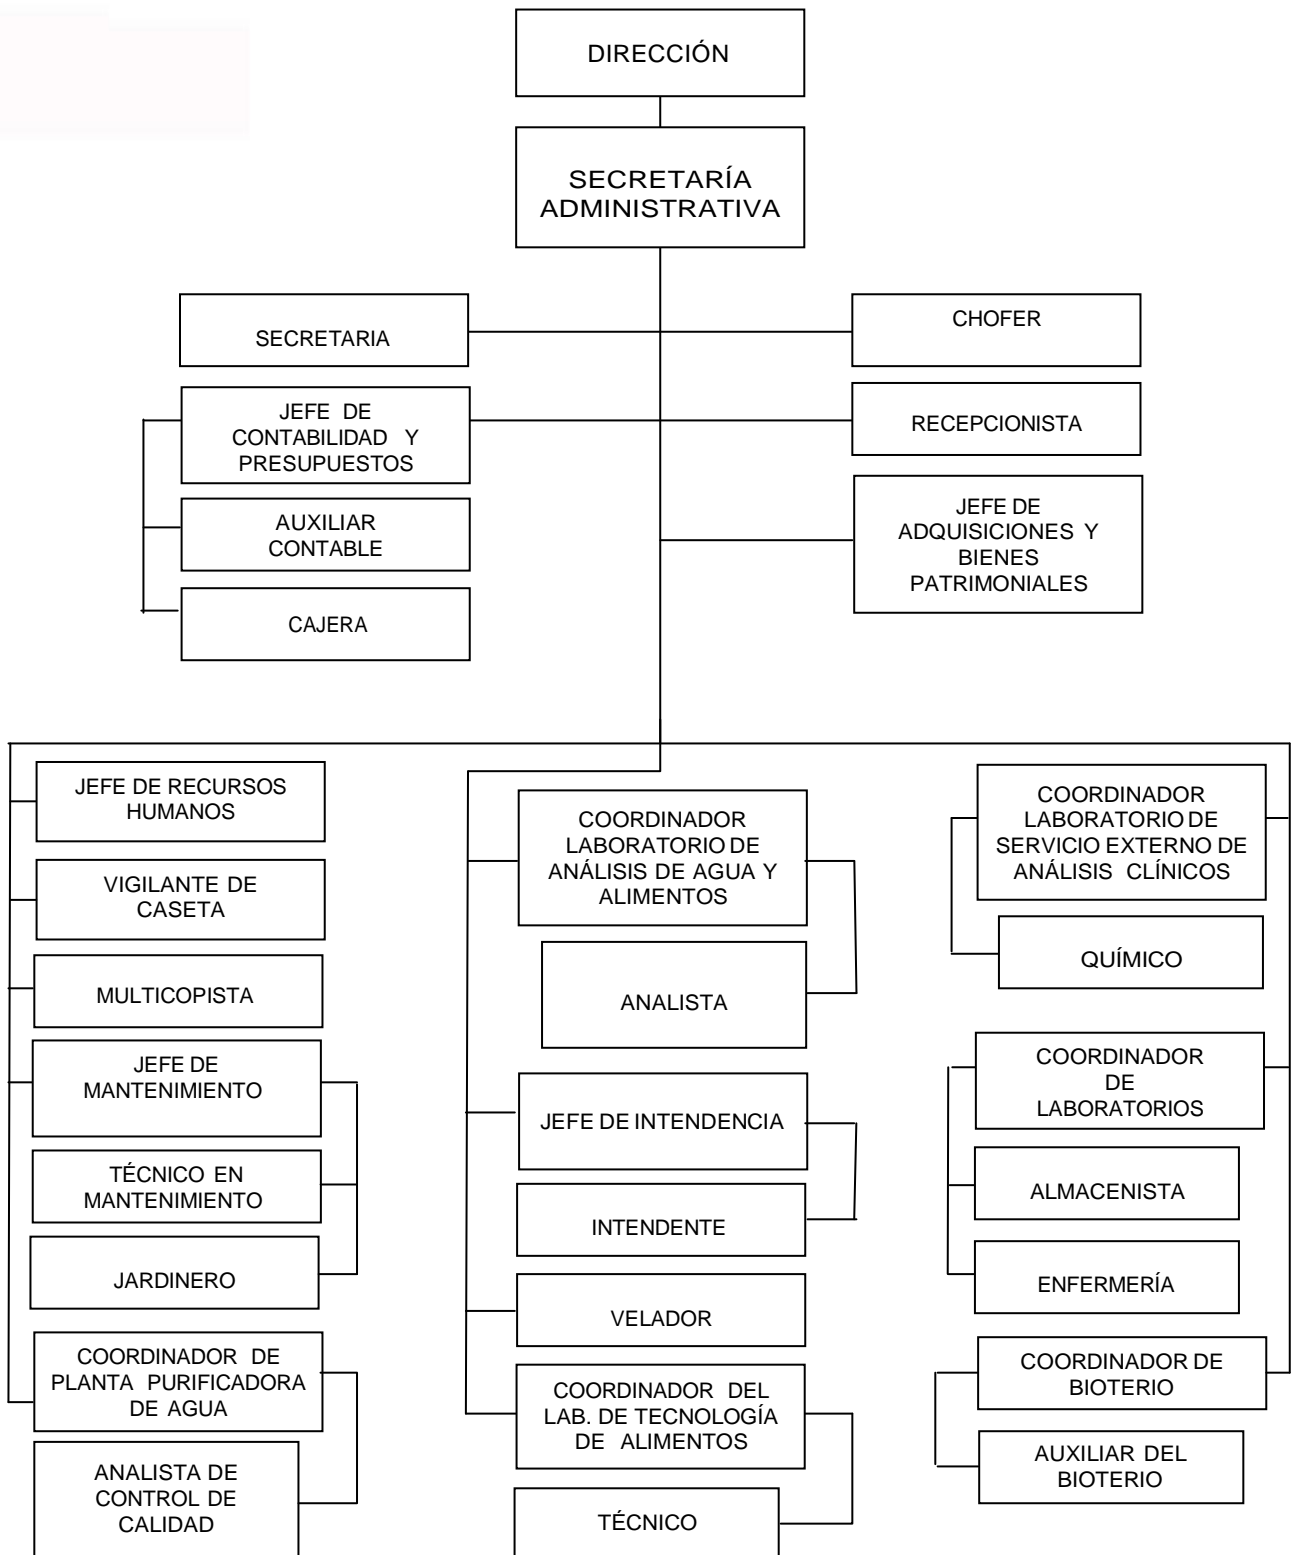 DIRECCIÓN
SECRETARÍA
ADMINISTRATIVA
SECRETARIA
CHOFER
JEFE DE
CONTABILIDAD Y
PRESUPUESTOS
RECEPCIONISTA
AUXILIAR
CONTABLE
JEFE DE
ADQUISICIONES Y
BIENES
PATRIMONIALES
CAJERA
JEFE DE RECURSOS
HUMANOS
VIGILANTE DE
CASETA
MULTICOPISTA
JEFE DE
MANTENIMIENTO
TÉCNICO EN
MANTENIMIENTO
JARDINERO
COORDINADOR DE
PLANTA PURIFICADORA
DE AGUA
ANALISTA DE
CONTROL DE
CALIDAD
COORDINADOR
LABORATORIO DE
ANÁLISIS DE AGUA Y
ALIMENTOS
ANALISTA
JEFE DE INTENDENCIA
INTENDENTE
VELADOR
COORDINADOR DEL
LAB. DE TECNOLOGÍA
DE ALIMENTOS
TÉCNICO
COORDINADOR
LABORATORIO DE
SERVICIO EXTERNO DE
ANÁLISIS CLÍNICOS
QUÍMICO
COORDINADOR
DE
LABORATORIOS
ALMACENISTA
ENFERMERÍA
COORDINADOR DE
BIOTERIO
AUXILIAR DEL
BIOTERIO